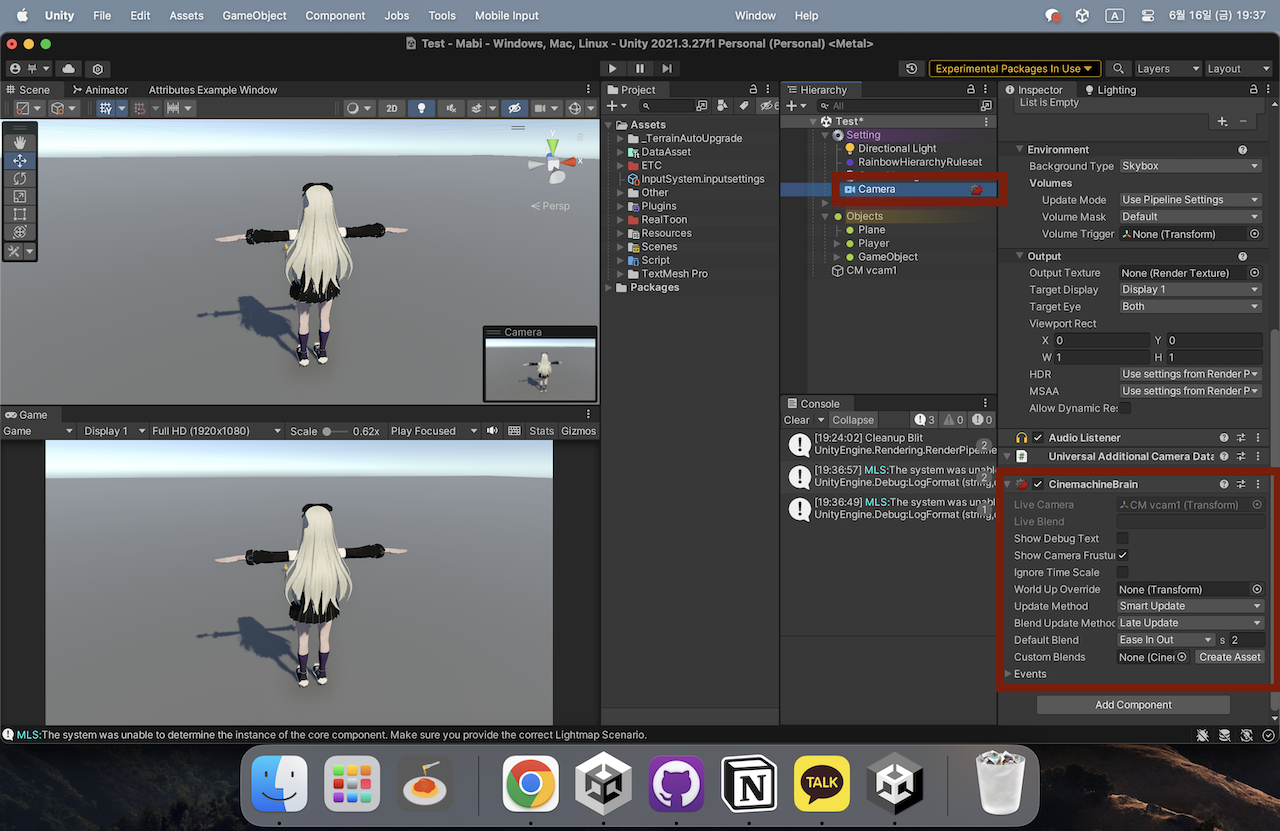 Unity File Edit Assets GameObject Component Jobs Tools Mobile Input Window Help A 6월 16일 (금) 19:37
Test - Mabi - Windows, Mac, Linux - Unity 2021.3.27f1 Personal (Personal) <Metal>
Experimental Packages In Use Layers Layout
Scene Animator Attributes Example Window
2D
y
x
Persp
Camera
Game
Game Display 1 Full HD (1920x1080) Scale 0.62x Play Focused Stats Gizmos
Project
6
Assets
_TerrainAutoUpgrade
DataAsset
ETC
InputSystem.inputsettings
Other
Plugins
RealToon
Resources
Scenes
Script
TextMesh Pro
Packages
Hierarchy
All
Test*
Setting
Directional Light
RainbowHierarchyRuleset
Camera
Objects
Plane
Player
GameObject
CM vcam1
Console
Clear Collapse 3 0 0
[19:24:02] Cleanup Blit
UnityEngine.Rendering.RenderPipeline
2
[19:36:57] MLS:The system was unabl
UnityEngine.Debug:LogFormat (string,o
2
[19:36:49] MLS:The system was unabl
UnityEngine.Debug:LogFormat (string,o
1
Inspector Lighting
List is Empty
+ −
Environment
Background Type Skybox
Volumes
Update Mode Use Pipeline Settings
Volume Mask Default
Volume Trigger None (Transform)
Output
Output Texture None (Render Texture)
Target Display Display 1
Target Eye Both
Viewport Rect
X 0 Y 0
W 1 H 1
HDR Use settings from Render P
MSAA Use settings from Render P
Allow Dynamic Res
Audio Listener
# Universal Additional Camera Data
CinemachineBrain
Live Camera CM vcam1 (Transform)
Live Blend
Show Debug Text
Show Camera Frustum
Ignore Time Scale
World Up Override None (Transform)
Update Method Smart Update
Blend Update Method Late Update
Default Blend Ease In Out s 2
Custom Blends None (Ciner Create Asset
Events
Add Component
MLS:The system was unable to determine the instance of the core component. Make sure you provide the correct Lightmap Scenario.
N
TALK